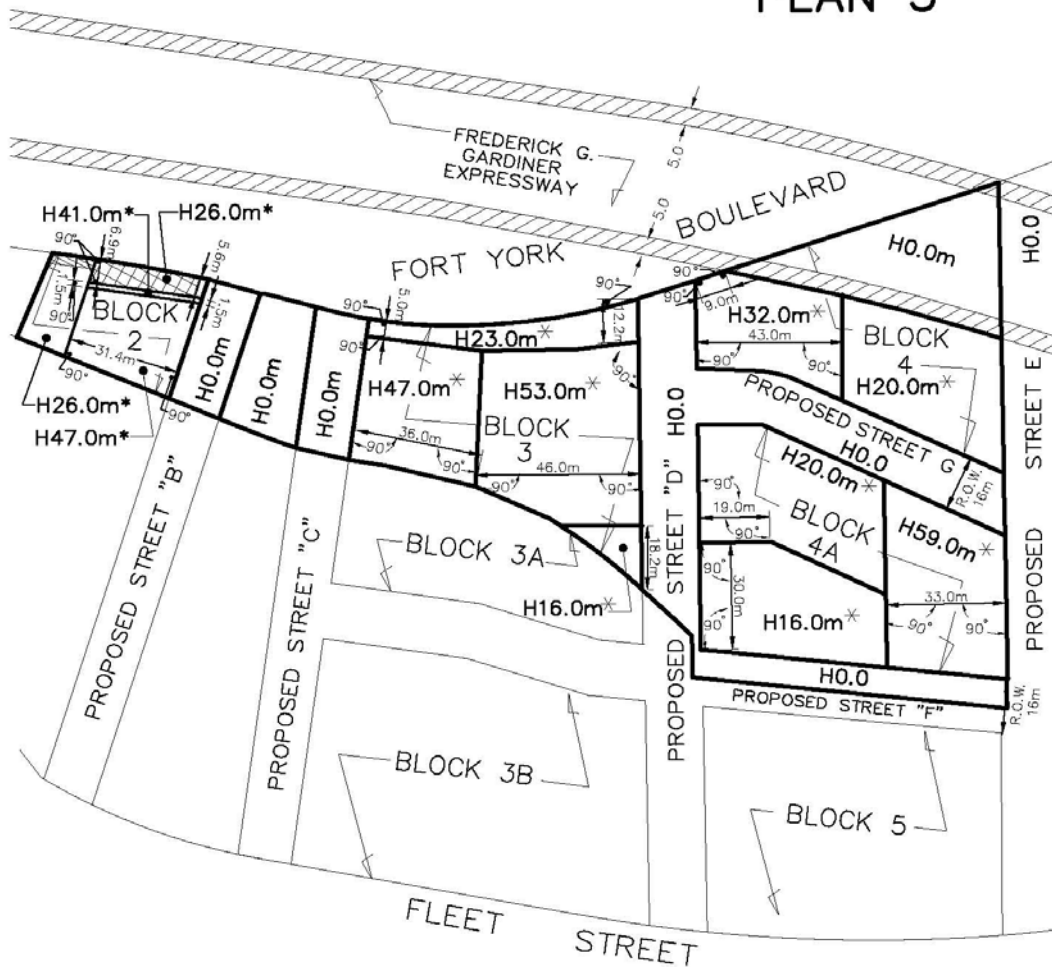 PLAN 3
FREDERICK G.
GARDINER
EXPRESSWAY
5.0
5.0
BOULEVARD
FORT YORK
H0.0m
H0.0
STREET E
PROPOSED
H41.0m*
H26.0m*
90°
6.9m
5.6m
1.5m
1.5m
BLOCK
2
31.4m
90°
90°
H26.0m*
H47.0m*
H0.0m
H0.0m
H0.0m
90°
5.0m
90°
H23.0m*
90°
12.2m
90°
H47.0m*
H53.0m*
BLOCK
3
36.0m
90°
90°
46.0m
90°
90°
18.2m
H16.0m*
90°
9.0m
90°
H32.0m*
43.0m
90°
90°
BLOCK
4
H20.0m*
PROPOSED STREET G
H0.0
R.O.W.
16m
PROPOSED STREET "D" H0.0
H20.0m*
90°
19.0m
90°
BLOCK
4A
H59.0m*
90°
30.0m
90°
H16.0m*
33.0m
90°
90°
H0.0
PROPOSED STREET "F"
R.O.W.
16m
PROPOSED STREET "B"
PROPOSED STREET "C"
BLOCK 3A
BLOCK 3B
BLOCK 5
FLEET STREET